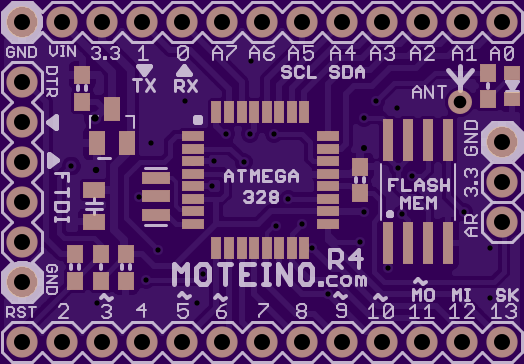 GND VIN 3.3 1 0 A7 A6 A5 A4 A3 A2 A1 A0
TX RX SCL SDA
DTR
ANT
GND
ATMEGA
328
FLASH
MEM
3.3
FTDI
AR
GND
R4
MOTEINO.com
~ ~ ~ ~ ~ ~
MO MI SK
RST 2 3 4 5 6 7 8 9 10 11 12 13